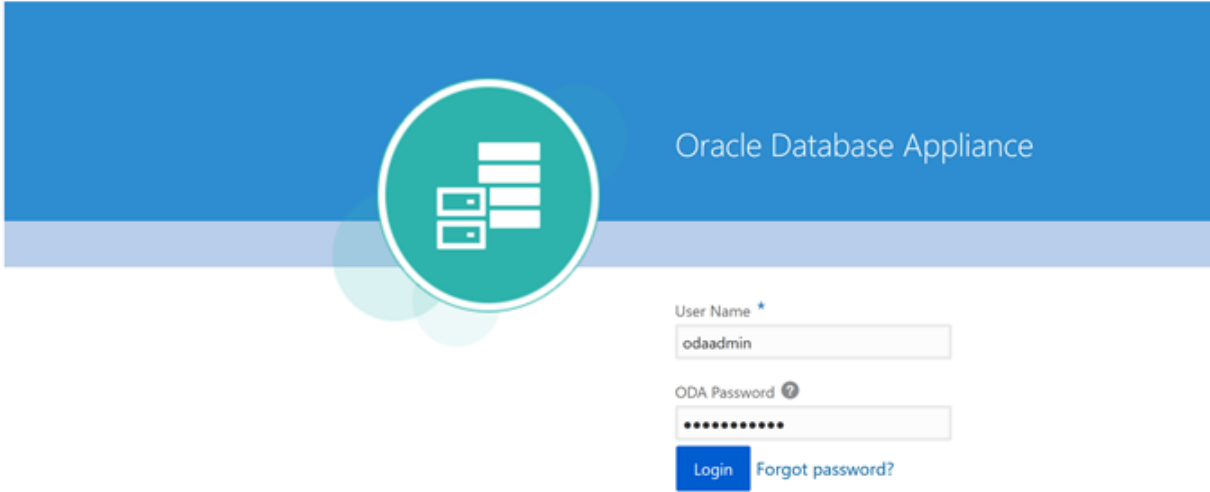 Oracle Database Appliance
User Name *
odaadmin
ODA Password ?
•••••••••••
Login Forgot password?